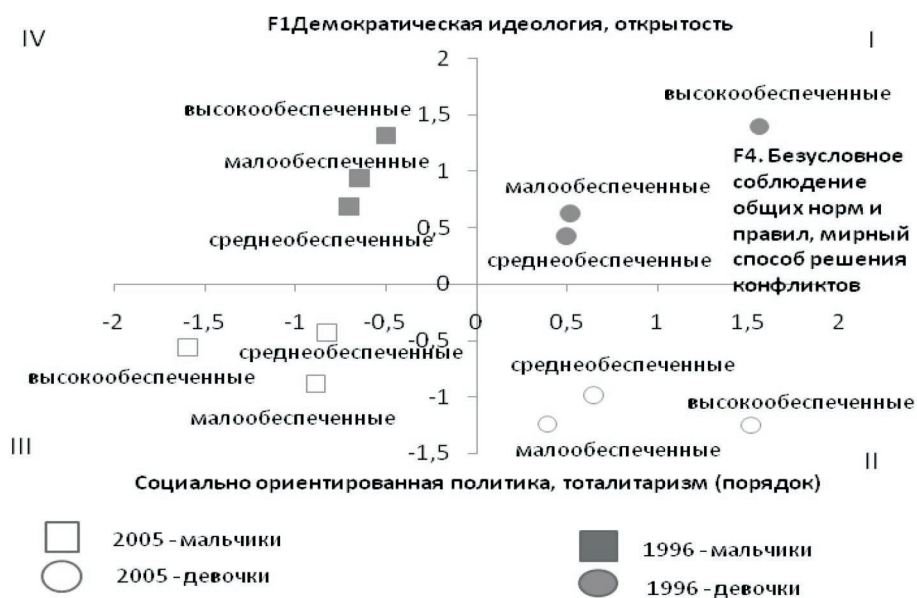 F1Демократическая идеология, открытость
IV
I
2
высокообеспеченные
высокообеспеченные
1,5
малообеспеченные
F4. Безусловное
1
малообеспеченные
соблюдение
общих норм и
0,5
правил, мирный
среднеобеспеченные
среднеобеспеченные
способ решения
0
конфликтов
-2
-1,5
-1
-0,5
0
0,5
1
1,5
2
-0,5
среднеобеспеченные
среднеобеспеченные
высокообеспеченные
-1
высокообеспеченные
малообеспеченные
малообеспеченные
III
-1,5
II
Социально ориентированная политика, тоталитаризм (порядок)
2005 - мальчики
1996 - мальчики
2005 - девочки
1996 - девочки